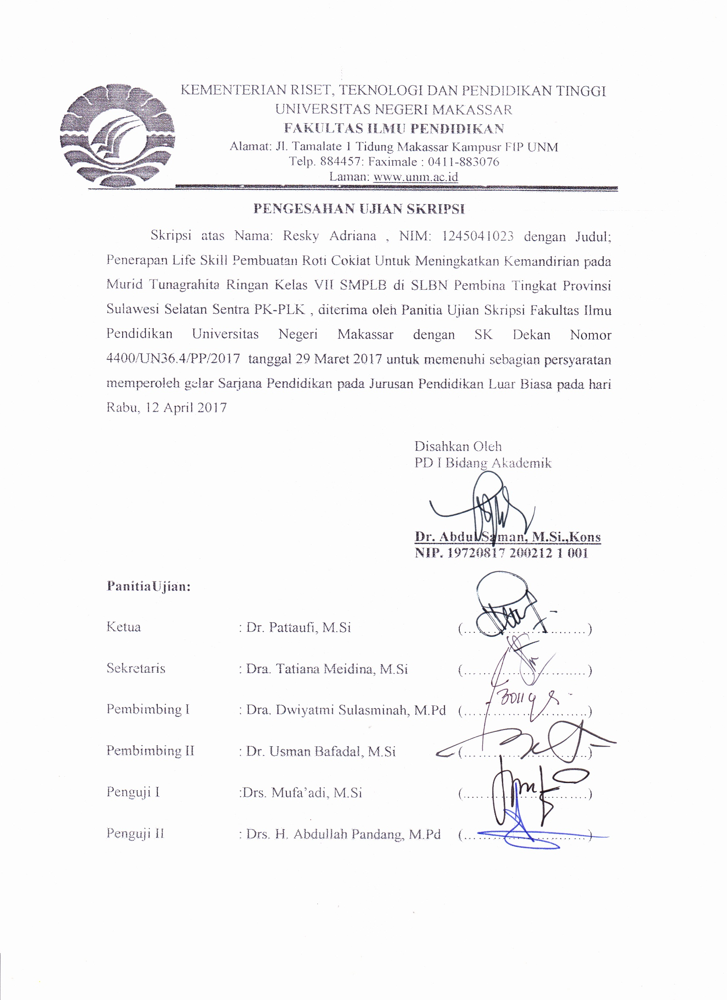 KEMENTERIAN RISET, TEKNOLOGI DAN PENDIDIKAN TINGGI
UNIVERSITAS NEGERI MAKASSAR
FAKULTAS ILMU PENDIDIKAN
Alamat: Jl. Tamalate 1 Tidung Makassar Kampusr FIP UNM
Telp. 884457: Faximale : 0411-883076
Laman: www.unm.ac.id
PENGESAHAN UJIAN SKRIPSI
Skripsi atas Nama: Resky Adriana , NIM: 1245041023 dengan Judul;
Penerapan Life Skill Pembuatan Roti Coklat Untuk Meningkatkan Kemandirian pada
Murid Tunagrahita Ringan Kelas VII SMPLB di SLBN Pembina Tingkat Provinsi
Sulawesi Selatan Sentra PK-PLK , diterima oleh Panitia Ujian Skripsi Fakultas Ilmu
Pendidikan Universitas Negeri Makassar dengan SK Dekan Nomor
4400/UN36.4/PP/2017 tanggal 29 Maret 2017 untuk memenuhi sebagian persyaratan
memperoleh gelar Sarjana Pendidikan pada Jurusan Pendidikan Luar Biasa pada hari
Rabu, 12 April 2017
Disahkan Oleh
PD I Bidang Akademik
Dr. Abdul Saman, M.Si.,Kons
NIP. 19720817 200212 1 001
PanitiaUjian:
Ketua : Dr. Pattaufi, M.Si (..............................)
Sekretaris : Dra. Tatiana Meidina, M.Si (..............................)
Pembimbing I : Dra. Dwiyatmi Sulasminah, M.Pd (..............................)
Pembimbing II : Dr. Usman Bafadal, M.Si (..............................)
Penguji I :Drs. Mufa’adi, M.Si (..............................)
Penguji II : Drs. H. Abdullah Pandang, M.Pd (..............................)